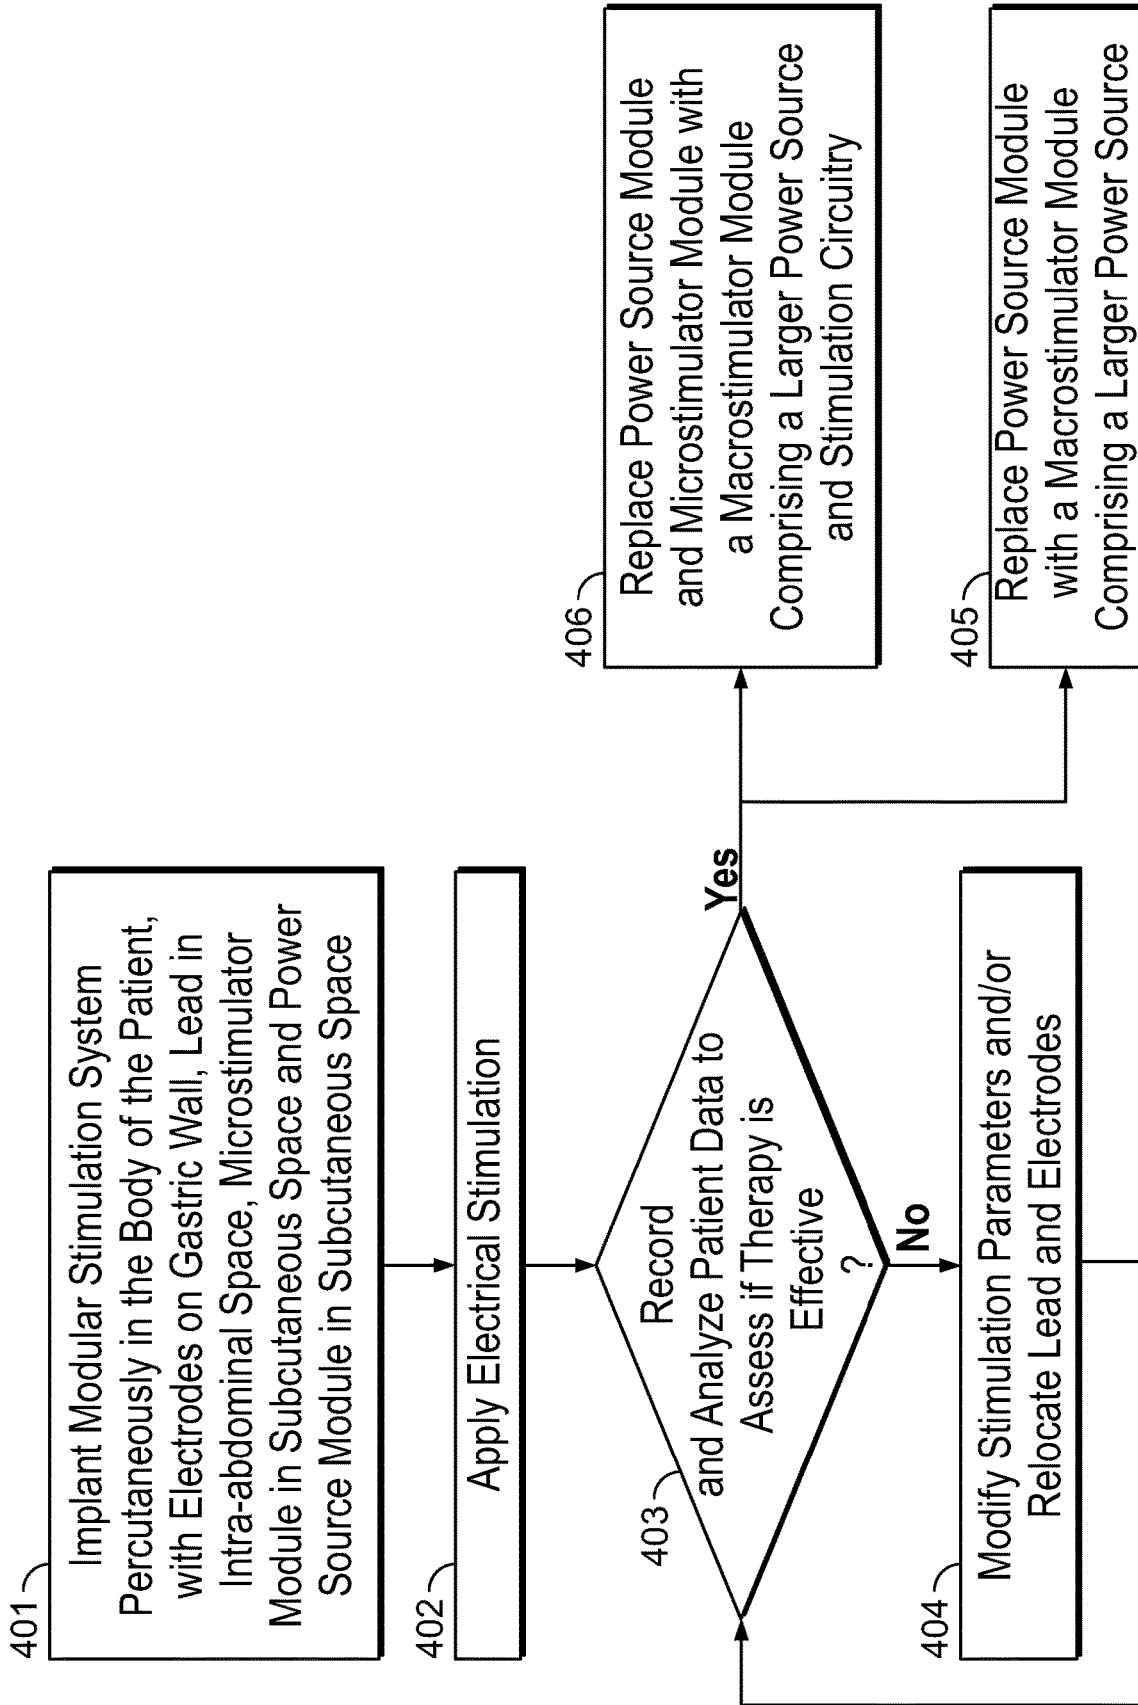 401
Implant Modular Stimulation System
Percutaneously in the Body of the Patient,
with Electrodes on Gastric Wall, Lead in
Intra-abdominal Space, Microstimulator
Module in Subcutaneous Space and Power
Source Module in Subcutaneous Space
402
Apply Electrical Stimulation
403
Record
and Analyze Patient Data to
Assess if Therapy is
Effective
?
Yes
No
404
Modify Stimulation Parameters and/or
Relocate Lead and Electrodes
406
Replace Power Source Module
and Microstimulator Module with
a Macrostimulator Module
Comprising a Larger Power Source
and Stimulation Circuitry
405
Replace Power Source Module
with a Macrostimulator Module
Comprising a Larger Power Source